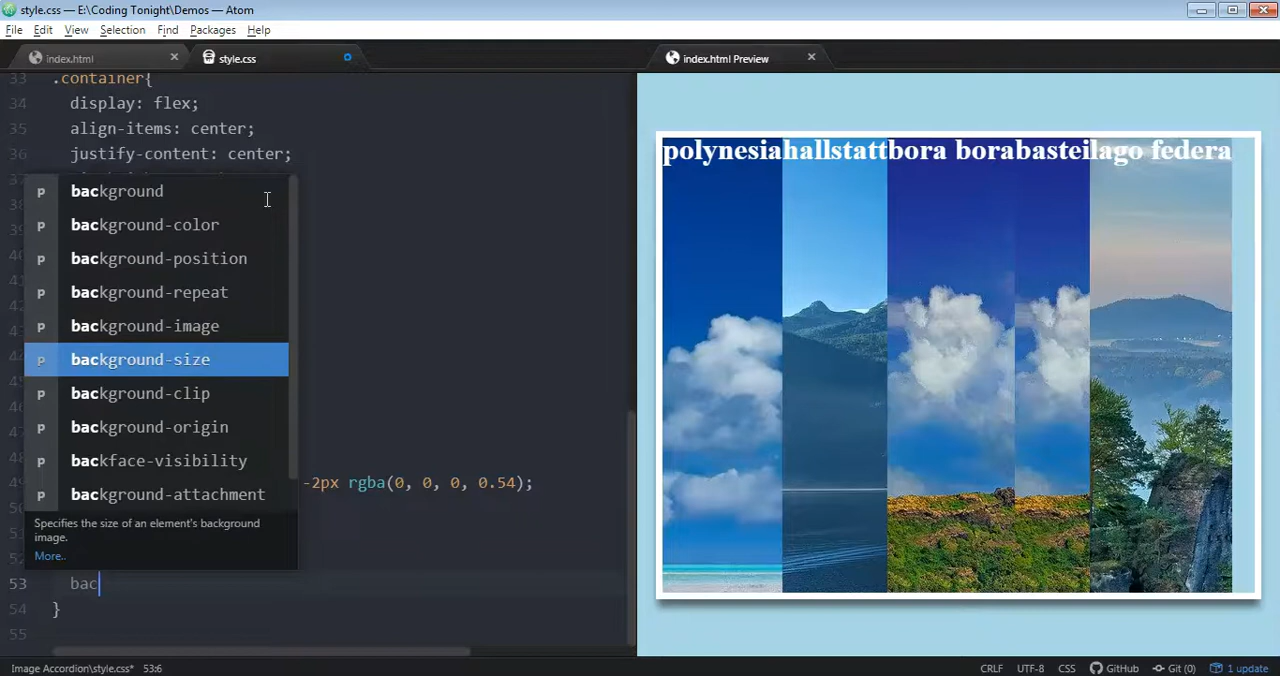 style.css — E:\Coding Tonight\Demos — Atom
File Edit View Selection Find Packages Help
index.html
style.css
index.html Preview
33 .container{
34 display: flex;
35 align-items: center;
36 justify-content: center;
background
background-color
background-position
background-repeat
background-image
background-size
background-clip
background-origin
backface-visibility
background-attachment
Specifies the size of an element's background
image.
More..
-2px rgba(0, 0, 0, 0.54);
53 bac
54 }
55
polynesia hallstatt bora bora bastei lago federa
Image Accordion\style.css* 53:6
CRLF UTF-8 CSS GitHub Git (0) 1 update